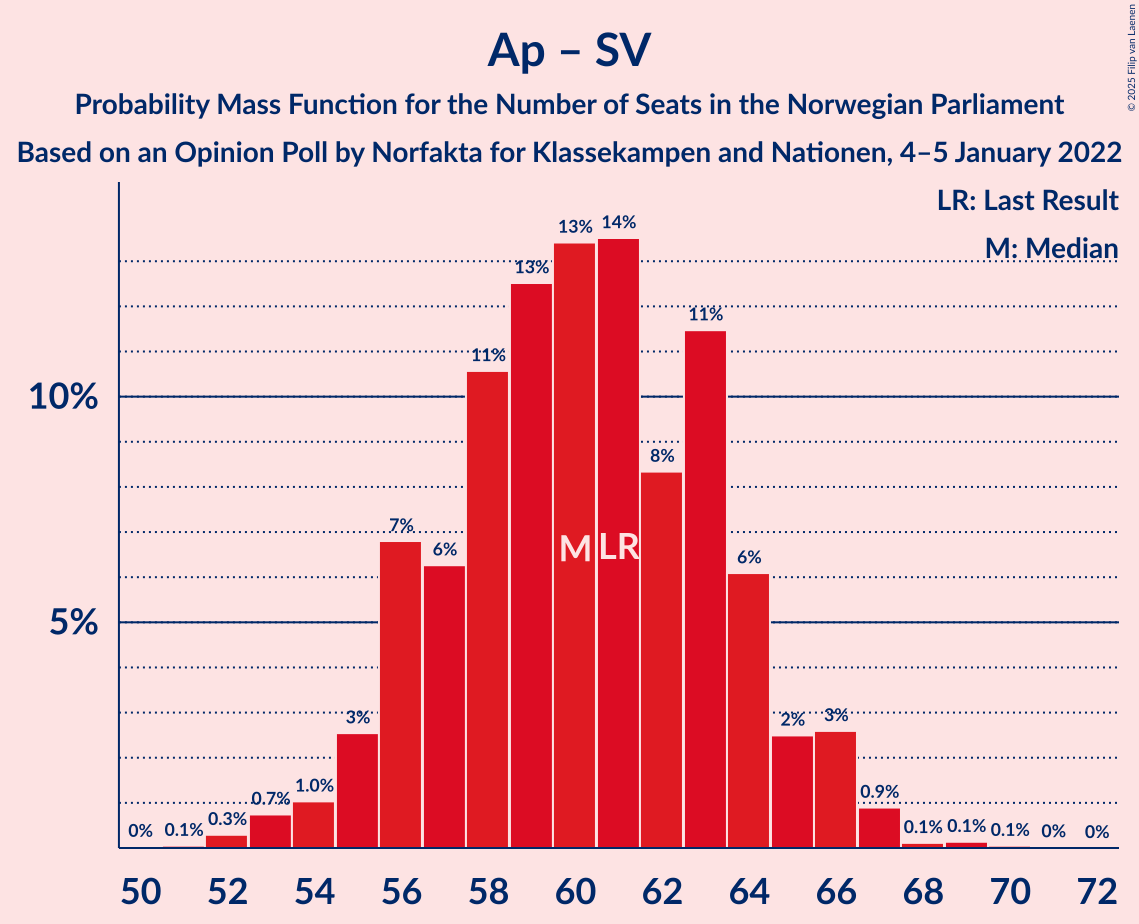 Ap – SV
Probability Mass Function for the Number of Seats in the Norwegian Parliament
Based on an Opinion Poll by Norfakta for Klassekampen and Nationen, 4–5 January 2022
© 2025 Filip van Laenen
LR: Last Result
M: Median
10%
5%
0%
0.1%
0.3%
0.7%
1.0%
3%
7%
6%
11%
13%
13%
14%
8%
11%
6%
2%
3%
0.9%
0.1%
0.1%
0.1%
0%
0%
M
LR
50 52 54 56 58 60 62 64 66 68 70 72